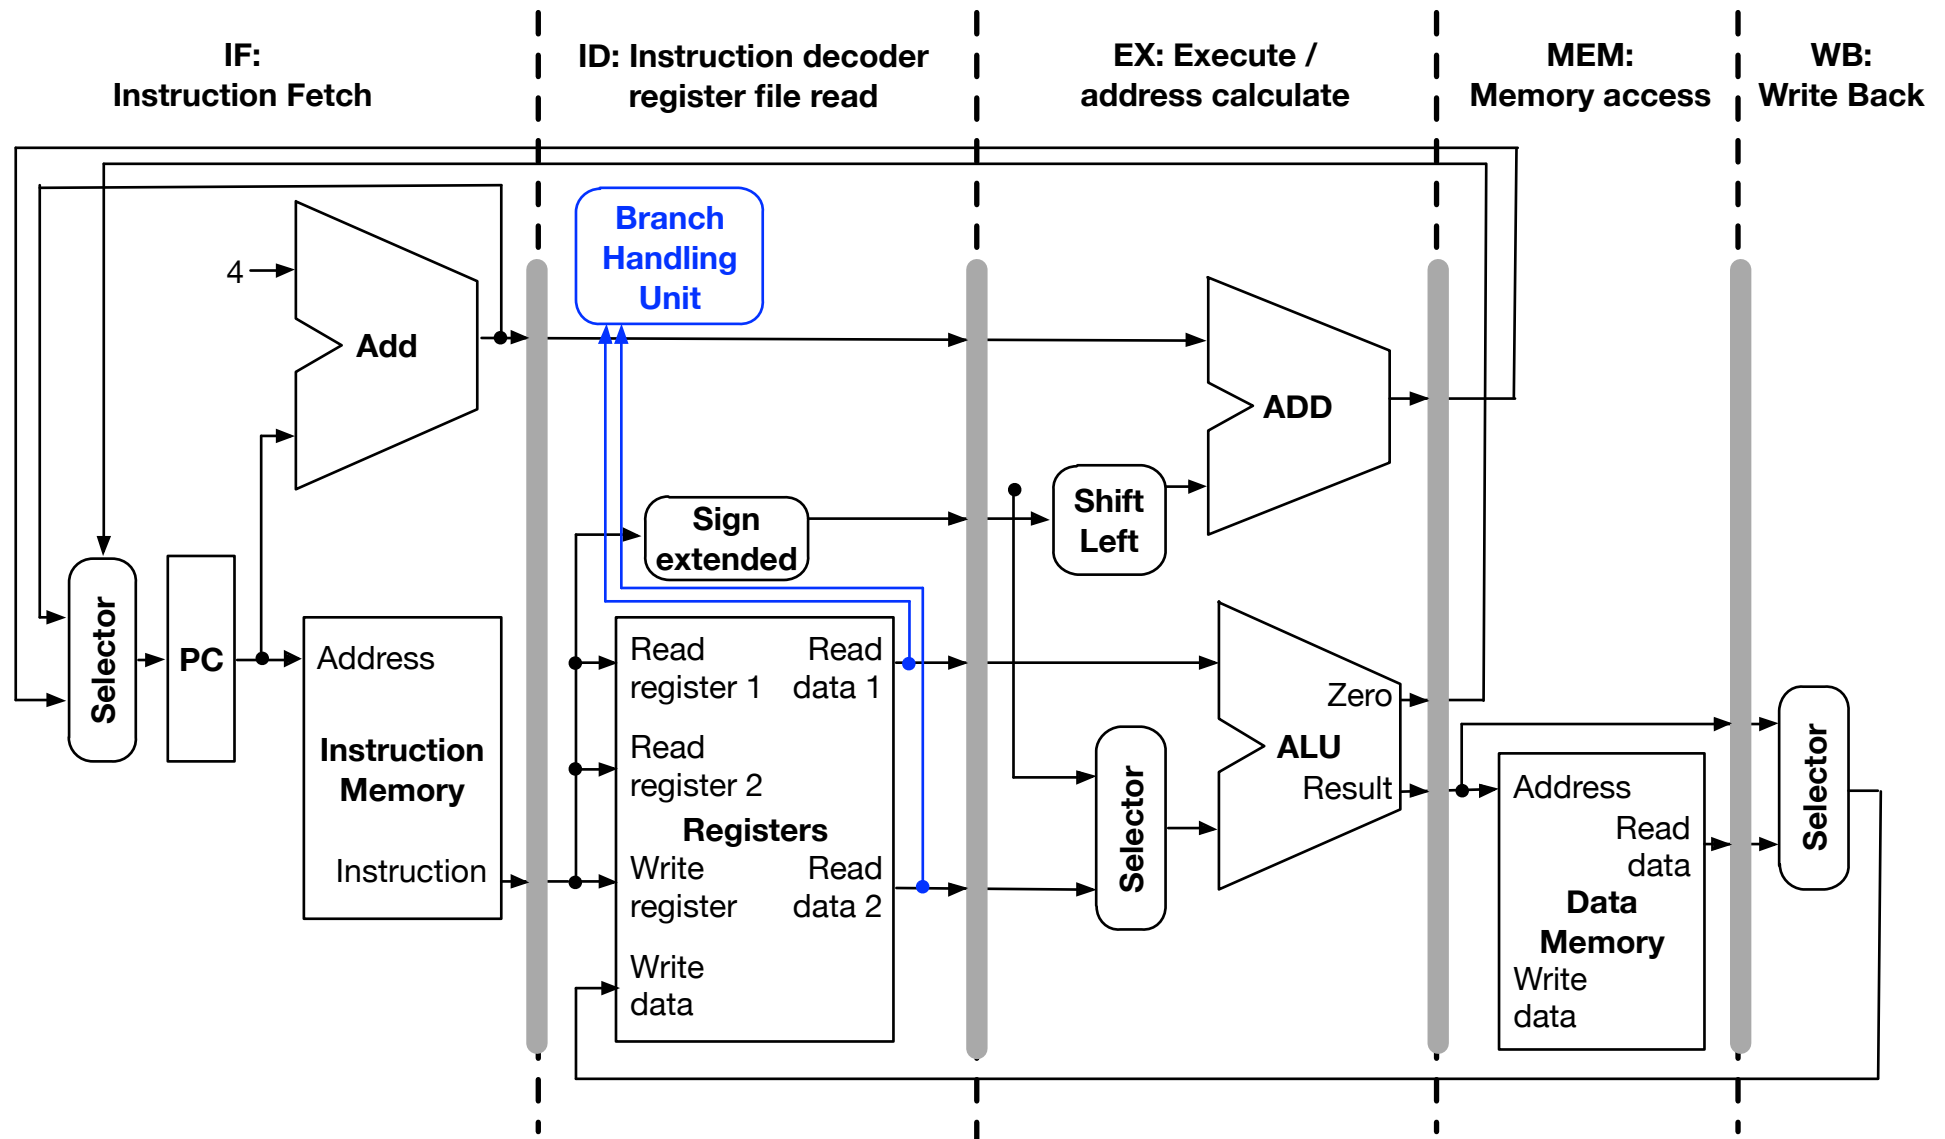 IF:
Instruction Fetch
ID: Instruction decoder
register file read
EX: Execute /
address calculate
MEM:
Memory access
WB:
Write Back
4
Add
Selector
PC
Address
Instruction
Memory
Instruction
Branch
Handling
Unit
Sign
extended
Read
register 1
Read
data 1
Read
register 2
Registers
Write
register
Read
data 2
Write
data
ADD
Shift
Left
Selector
Zero
ALU
Result
Address
Read
data
Data
Memory
Write
data
Selector